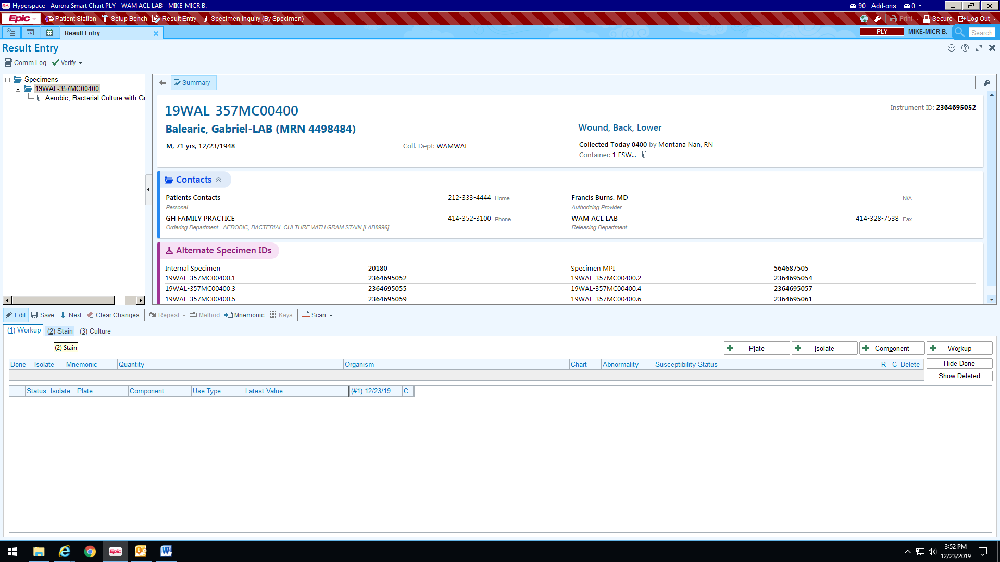 Epic Hyperspace - Aurora Smart Chart PLY - WAM ACL LAB - MIKE-MICR B. 90 : Add-ons 0
Epic Patient Station Setup Bench Result Entry Specimen Inquiry (By Specimen) Print Secure Log Out
Result Entry PLY MIKE-MICR B. Search
Result Entry
Comm Log Verify
Specimens
19WAL-357MC00400
Aerobic, Bacterial Culture with Gr
Summary
19WAL-357MC00400 Instrument ID: 2364695052
Balearic, Gabriel-LAB (MRN 4498484) Wound, Back, Lower
M, 71 yrs, 12/23/1948 Coll. Dept: WAMWAL Collected Today 0400 by Montana Nan, RN
Container: 1 ESW...
Contacts
Patients Contacts 212-333-4444 Home Francis Burns, MD N/A
Personal Authorizing Provider
GH FAMILY PRACTICE 414-352-3100 Phone WAM ACL LAB 414-328-7538 Fax
Ordering Department - AEROBIC, BACTERIAL CULTURE WITH GRAM STAIN [LAB8996] Releasing Department
Alternate Specimen IDs
Internal Specimen 20180 Specimen MPI 564687505
19WAL-357MC00400.1 2364695052 19WAL-357MC00400.2 2364695054
19WAL-357MC00400.3 2364695055 19WAL-357MC00400.4 2364695057
19WAL-357MC00400.5 2364695059 19WAL-357MC00400.6 2364695061
Edit Save Next Clear Changes Repeat Method Mnemonic Keys Scan
(1) Workup (2) Stain (3) Culture
(2) Stain
Plate Isolate Component Workup
Done Isolate Mnemonic Quantity Organism Chart Abnormality Susceptibility Status R C Delete Hide Done
Show Deleted
Status Isolate Plate Component Use Type Latest Value (#1) 12/23/19 C
Epic 3:52 PM
12/23/2019